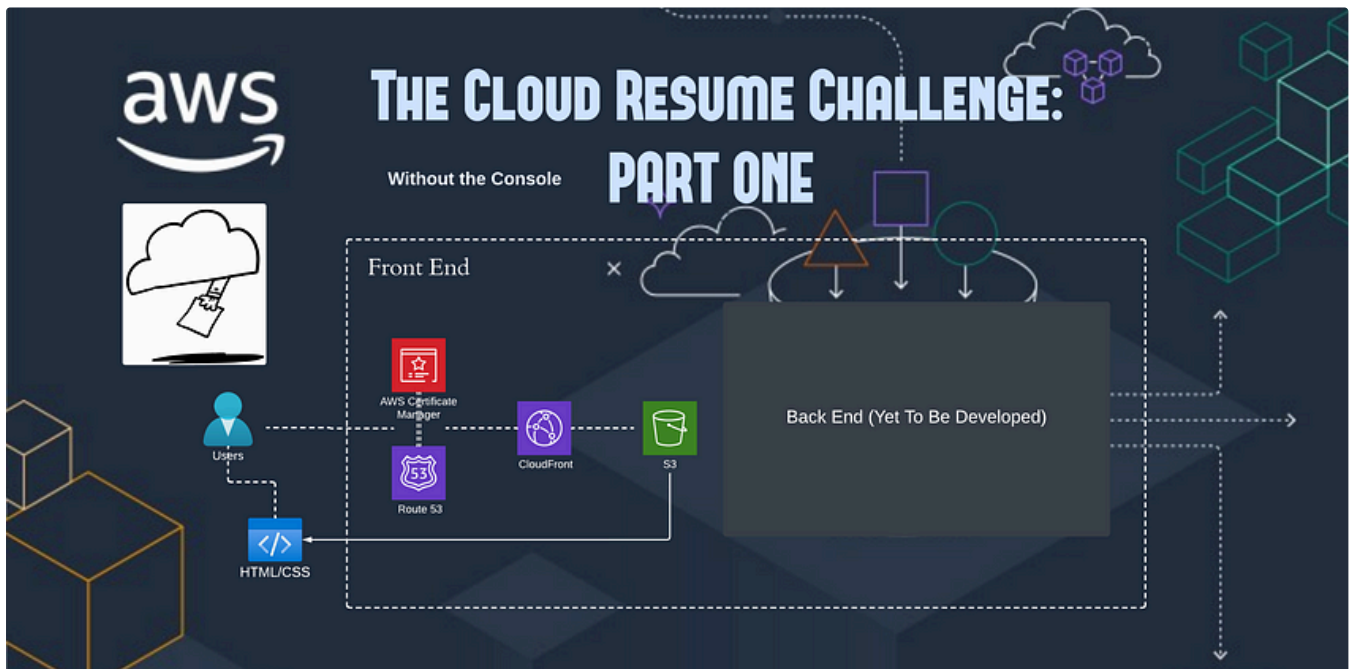 aws
THE CLOUD RESUME CHALLENGE:
PART ONE
Without the Console
Front End
AWS Certificate
Manager
Users
CloudFront
S3
53
Route 53
</>
HTML/CSS
Back End (Yet To Be Developed)